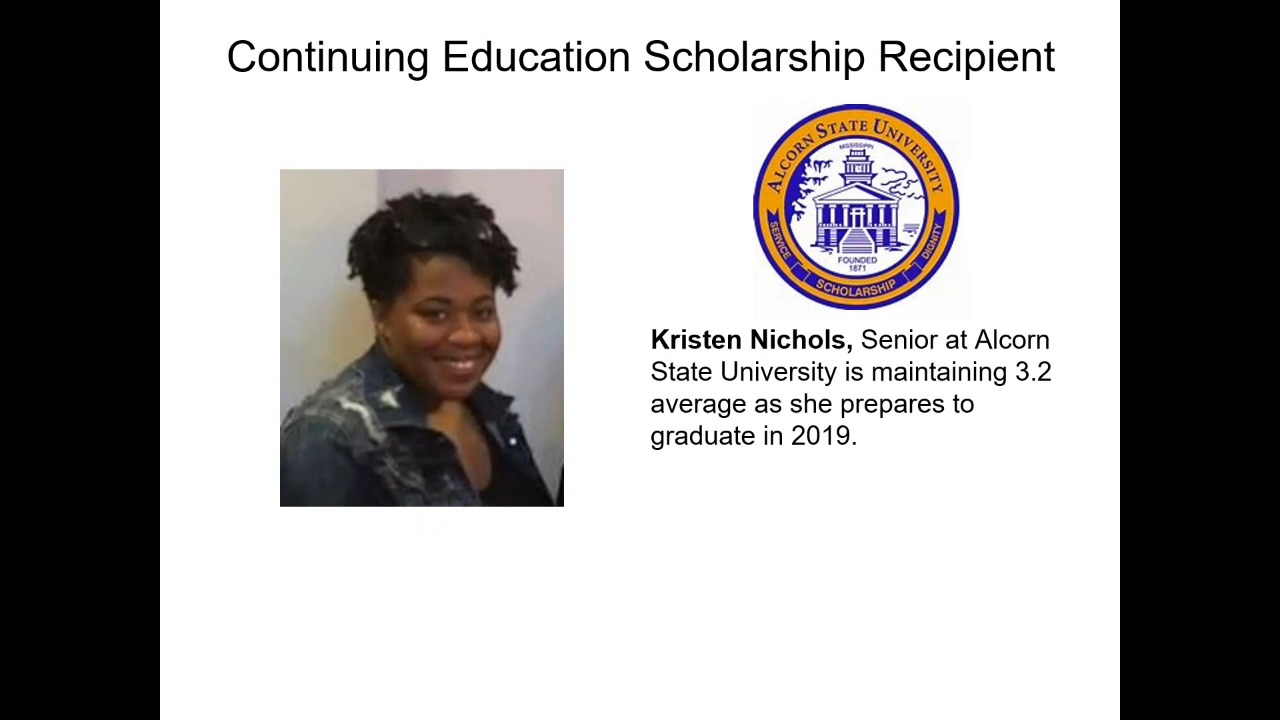 Continuing Education Scholarship Recipient
ALCORN STATE UNIVERSITY
MISSISSIPPI
FOUNDED
1871
SERVICE
SCHOLARSHIP
DIGNITY
Kristen Nichols, Senior at Alcorn
State University is maintaining 3.2
average as she prepares to
graduate in 2019.